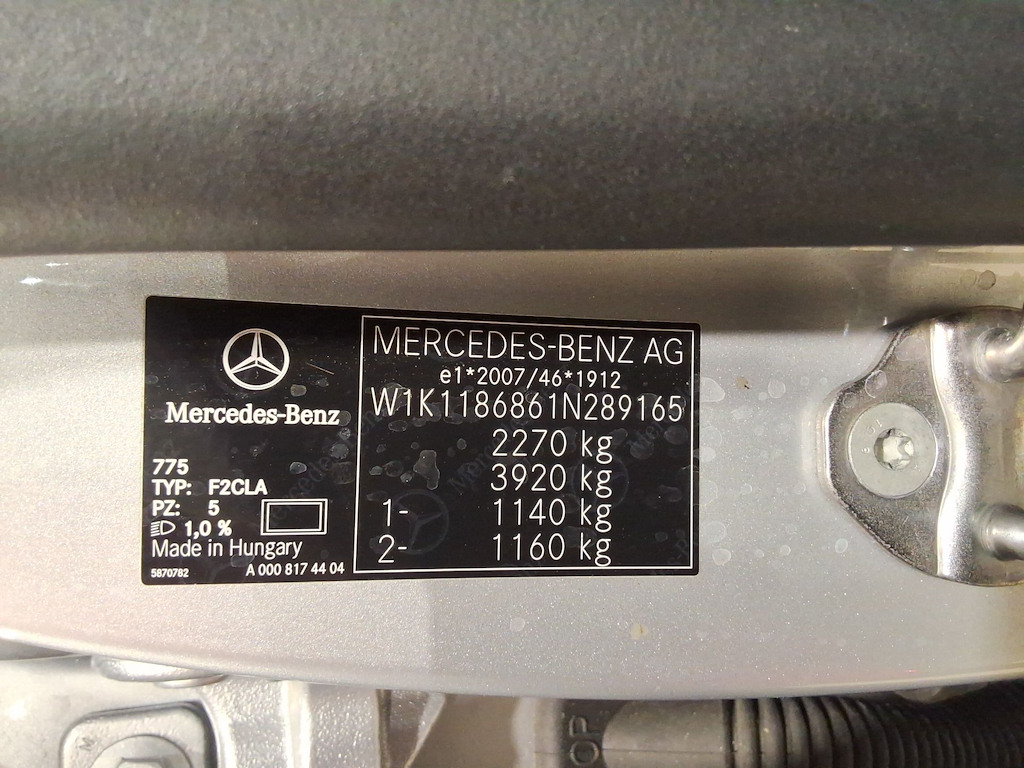 Mercedes-Benz
775
TYP: F2CLA
PZ: 5
1,0 %
Made in Hungary
5870782 A 000 817 44 04
MERCEDES-BENZ AG
e1*2007/46*1912
W1K1186861N289165
2270 kg
3920 kg
1- 1140 kg
2- 1160 kg
OP